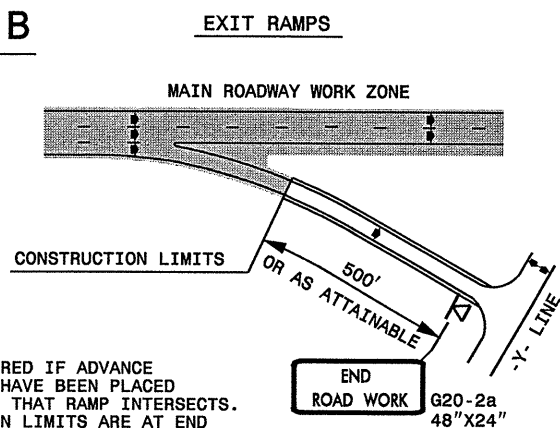 B
EXIT RAMPS
MAIN ROADWAY WORK ZONE
CONSTRUCTION LIMITS
500'
OR AS ATTAINABLE
-Y- LINE
END
ROAD WORK
G20-2a
48"X24"
RED IF ADVANCE
HAVE BEEN PLACED
THAT RAMP INTERSECTS.
N LIMITS ARE AT END